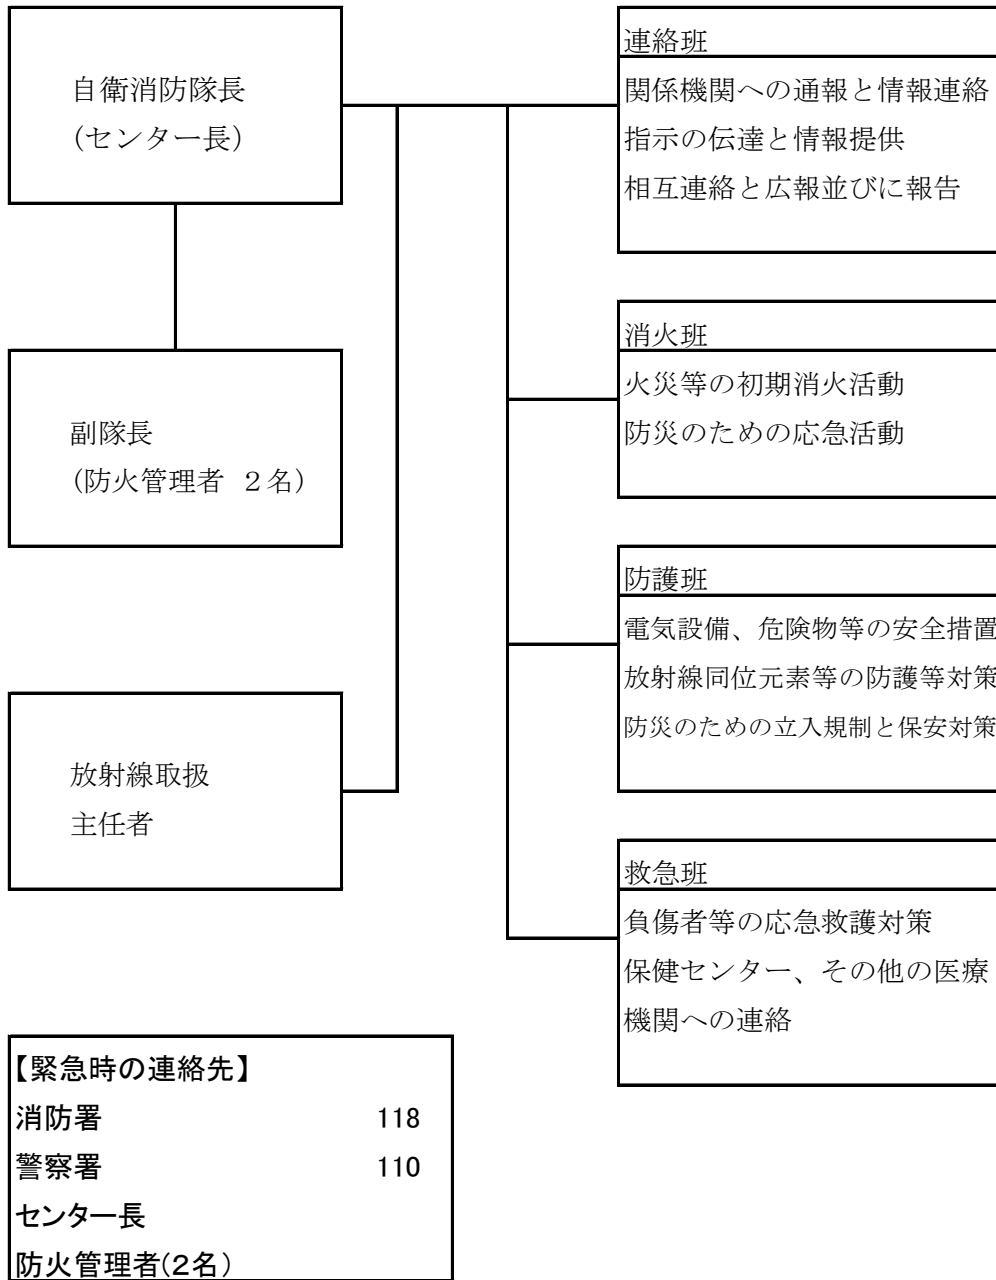 自衛消防隊長
(センター長)
副隊長
(防火管理者 2名)
放射線取扱
主任者
連絡班
関係機関への通報と情報連絡
指示の伝達と情報提供
相互連絡と広報並びに報告
消火班
火災等の初期消火活動
防災のための応急活動
防護班
電気設備、危険物等の安全措置
放射線同位元素等の防護等対策
防災のための立入規制と保安対策
救急班
負傷者等の応急救護対策
保健センター、その他の医療
機関への連絡
【緊急時の連絡先】
消防署 118
警察署 110
センター長
防火管理者(2名)